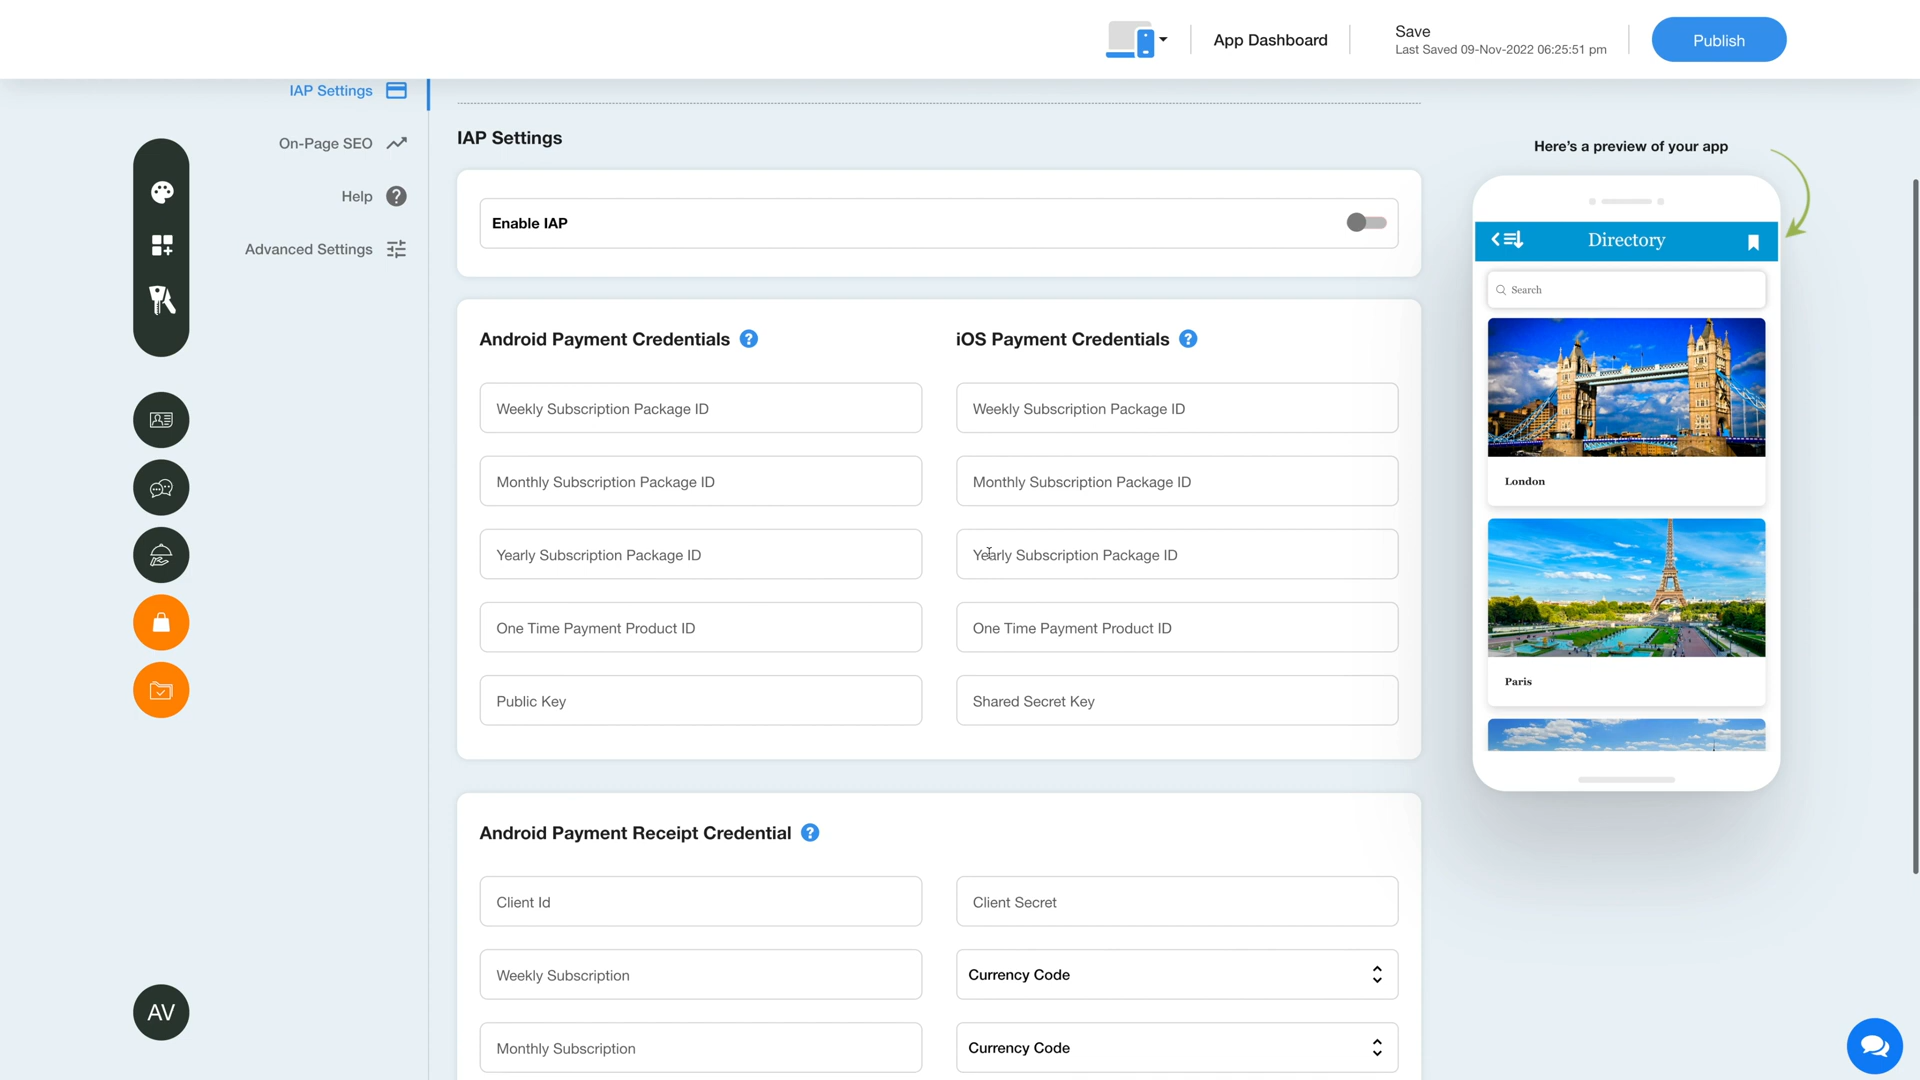 App Dashboard
Save
Last Saved 09-Nov-2022 06:25:51 pm
Publish
IAP Settings
On-Page SEO
Help
Advanced Settings
AV
IAP Settings
Enable IAP
Android Payment Credentials ?
iOS Payment Credentials ?
Weekly Subscription Package ID
Weekly Subscription Package ID
Monthly Subscription Package ID
Monthly Subscription Package ID
Yearly Subscription Package ID
Yearly Subscription Package ID
One Time Payment Product ID
One Time Payment Product ID
Public Key
Shared Secret Key
Android Payment Receipt Credential ?
Client Id
Client Secret
Weekly Subscription
Currency Code
Monthly Subscription
Currency Code
Here's a preview of your app
Directory
Search
London
Paris